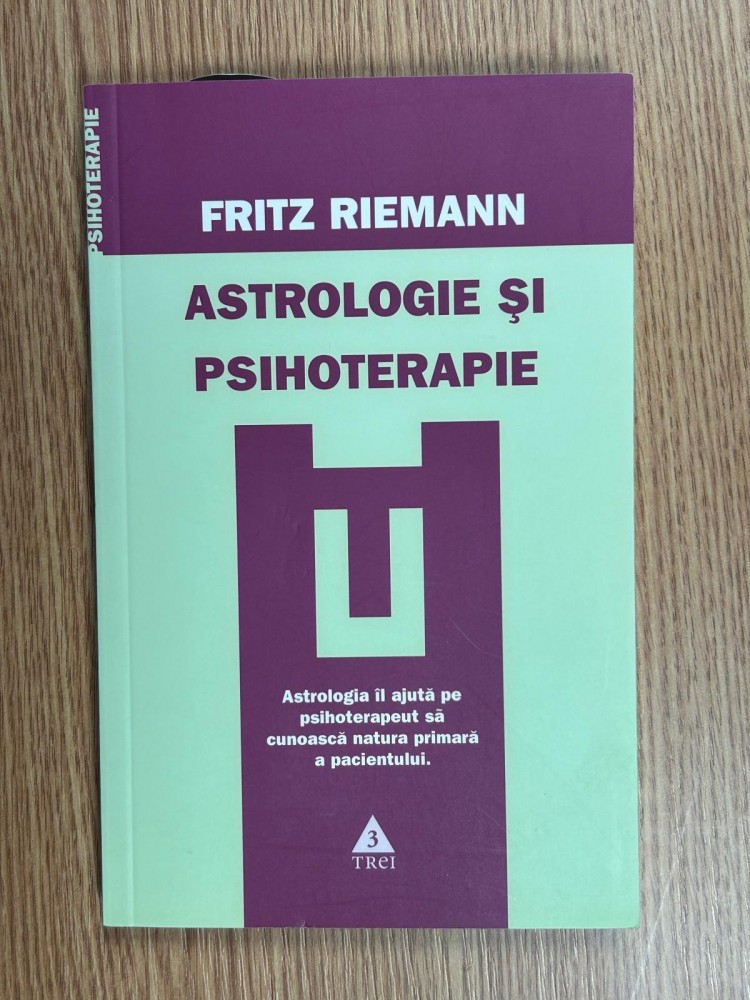 PSIHOTERAPIE
FRITZ RIEMANN
ASTROLOGIE ŞI
PSIHOTERAPIE
Astrologia îl ajută pe
psihoterapeut să
cunoască natura primară
a pacientului.
3
TReI